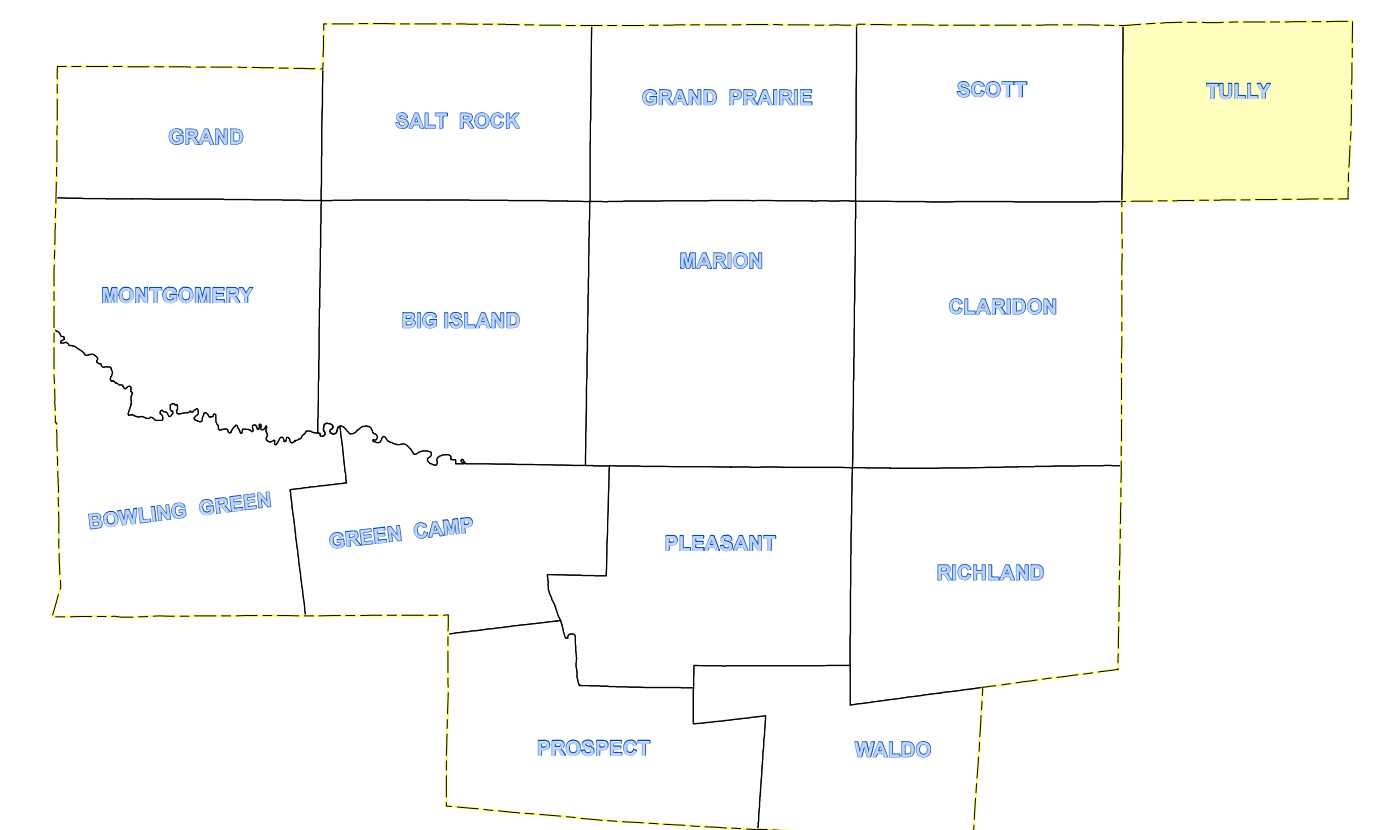 GRAND
SALT ROCK
GRAND PRAIRIE
SCOTT
TULLY
MONTGOMERY
BIG ISLAND
MARION
CLARIDON
BOWLING GREEN
GREEN CAMP
PLEASANT
RICHLAND
PROSPECT
WALDO